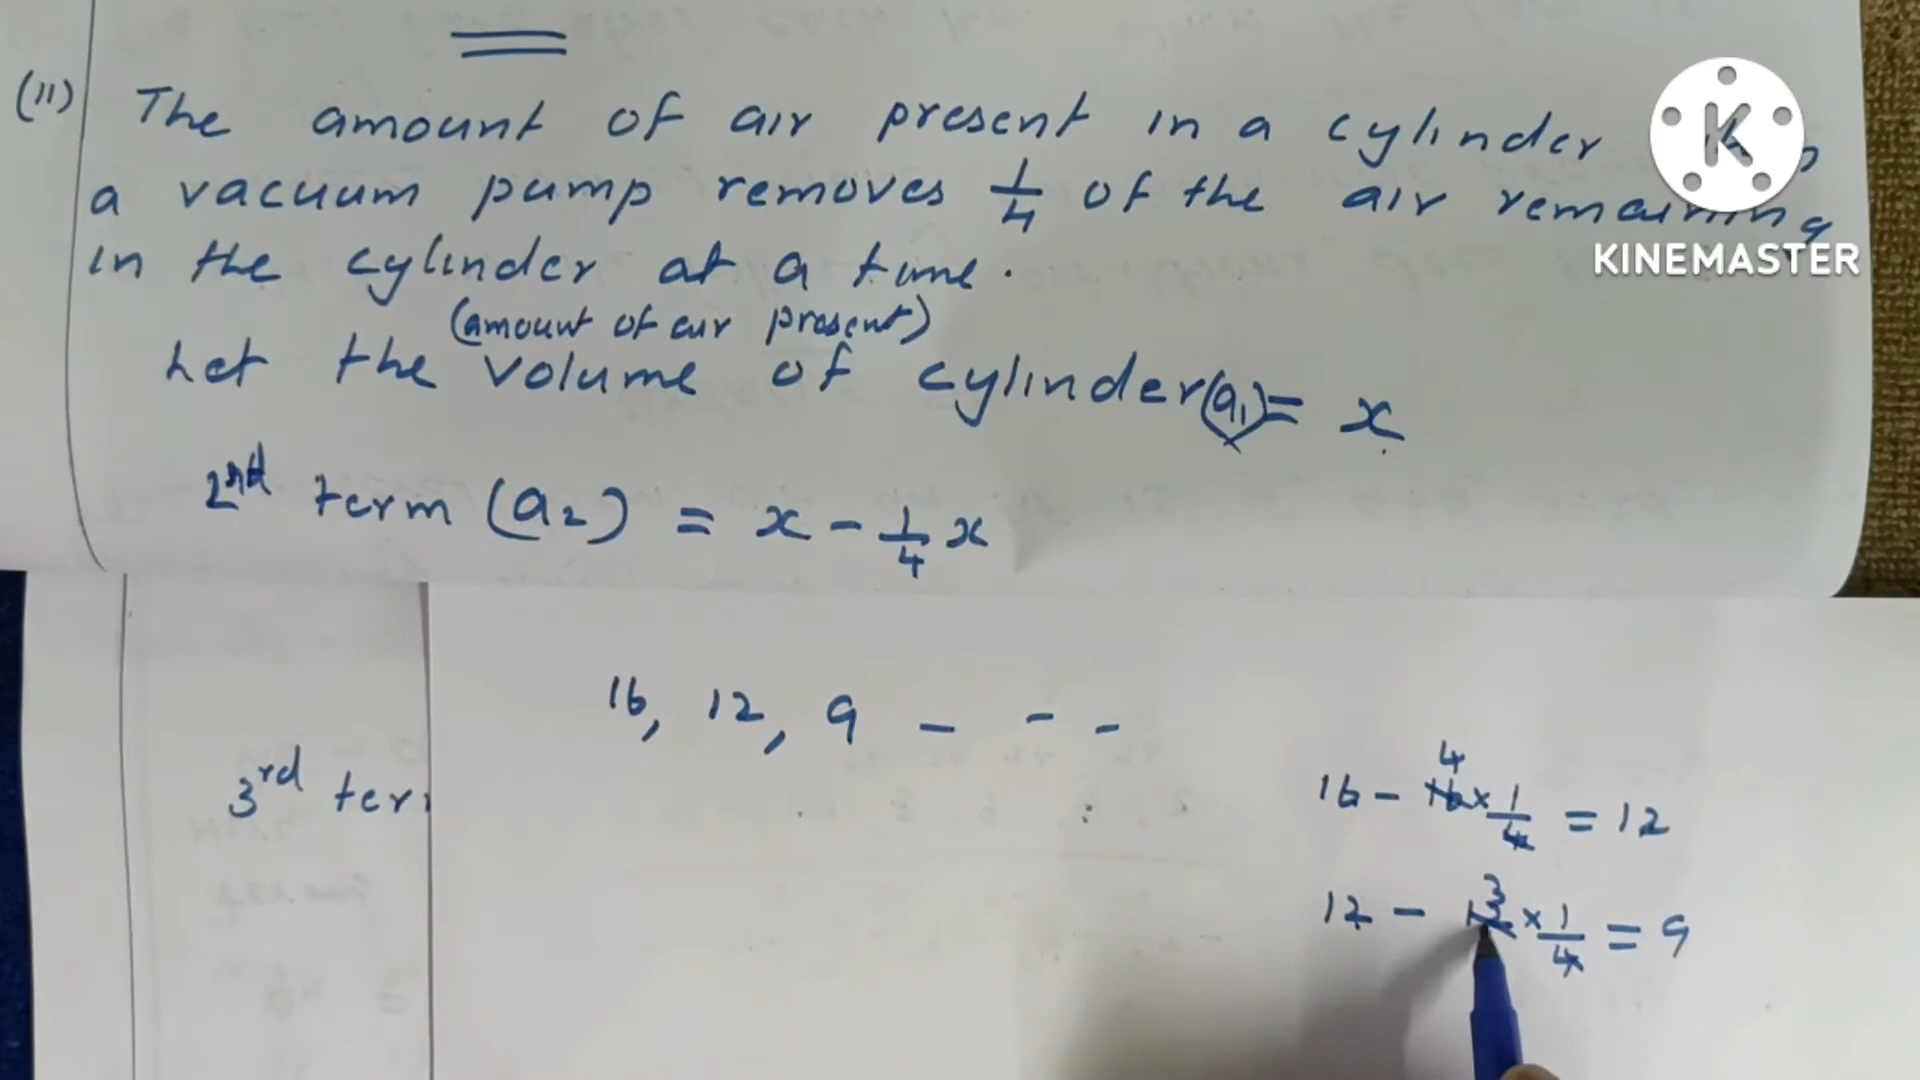 (11) The amount of air present in a cylinder
a vacuum pump removes 1/4 of the air remaining
in the cylinder at a time.
(amount of air present)
Let the volume of cylinder (a1) = x
2nd term (a2) = x - 1/4 x
16, 12, 9 - - -
3rd ter
16 - 16 × 1/4 = 12
4
12 - 12 × 1/4 = 9
3
K
KINEMASTER